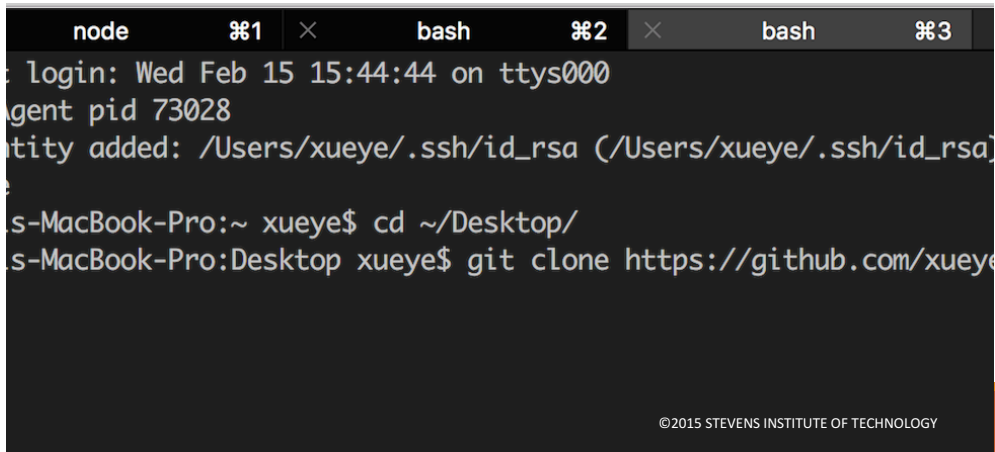 node ⌘1 × bash ⌘2 × bash ⌘3
login: Wed Feb 15 15:44:44 on ttys000
gent pid 73028
tity added: /Users/xueye/.ssh/id_rsa (/Users/xueye/.ssh/id_rsa)
s-MacBook-Pro:~ xueye$ cd ~/Desktop/
s-MacBook-Pro:Desktop xueye$ git clone https://github.com/xueye
©2015 STEVENS INSTITUTE OF TECHNOLOGY